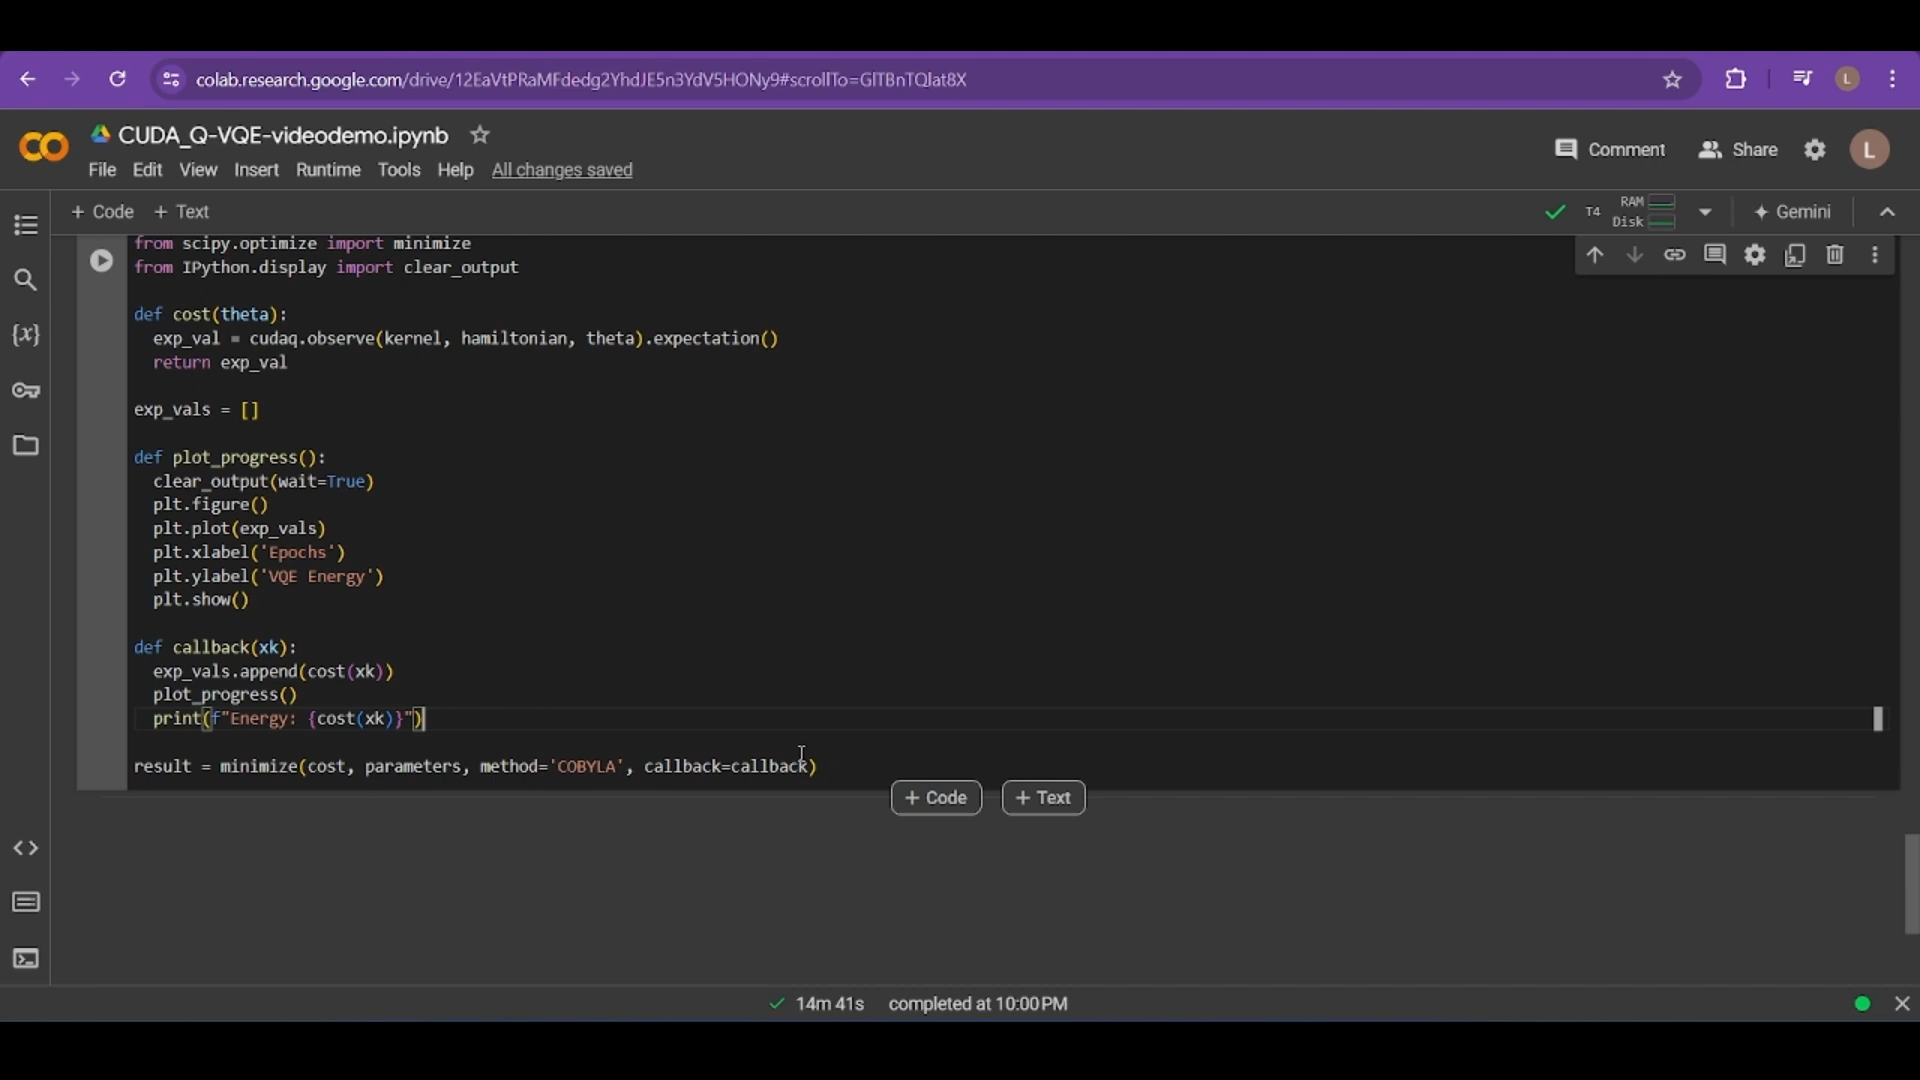 colab.research.google.com/drive/12EaVtPRaMFdedg2YhdJE5n3YdV5HONy9#scrollTo=GlTBnTQJat8X
L
CO
CUDA_Q-VQE-videodemo.ipynb
Comment
Share
L
File Edit View Insert Runtime Tools Help All changes saved
+ Code + Text
T4
RAM
Disk
Gemini
from scipy.optimize import minimize
from IPython.display import clear_output
def cost(theta):
  exp_val = cudaq.observe(kernel, hamiltonian, theta).expectation()
  return exp_val
exp_vals = []
def plot_progress():
  clear_output(wait=True)
  plt.figure()
  plt.plot(exp_vals)
  plt.xlabel('Epochs')
  plt.ylabel('VQE Energy')
  plt.show()
def callback(xk):
  exp_vals.append(cost(xk))
  plot_progress()
  print(f"Energy: {cost(xk)}")
result = minimize(cost, parameters, method='COBYLA', callback=callback)
+ Code
+ Text
14m 41s completed at 10:00 PM